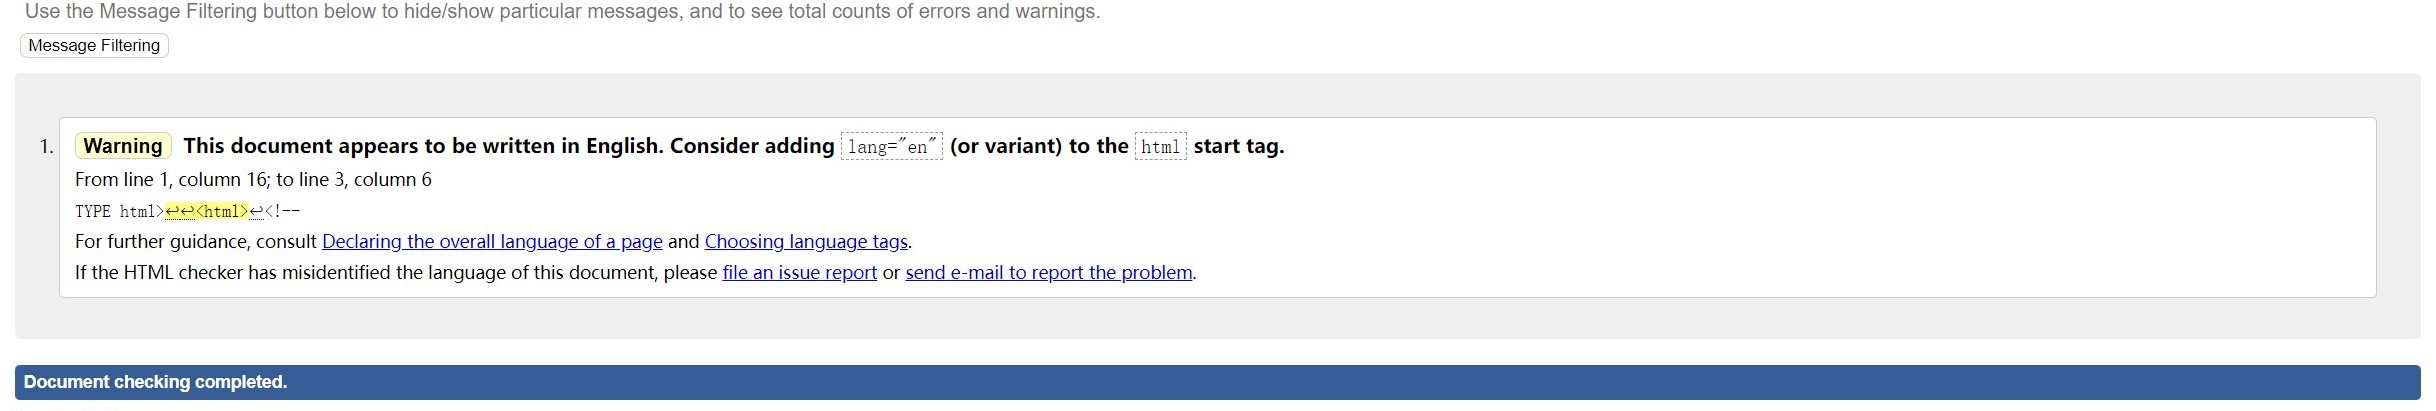 Use the Message Filtering button below to hide/show particular messages, and to see total counts of errors and warnings.
Message Filtering
1. Warning This document appears to be written in English. Consider adding lang="en" (or variant) to the html start tag.
From line 1, column 16; to line 3, column 6
TYPE html>↩↩<html>↩<!--
For further guidance, consult Declaring the overall language of a page and Choosing language tags.
If the HTML checker has misidentified the language of this document, please file an issue report or send e-mail to report the problem.
Document checking completed.